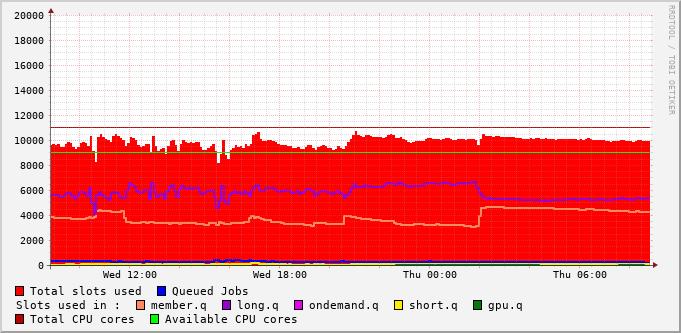 RRDTOOL / TOBI OETIKER
20000
18000
16000
14000
12000
10000
8000
6000
4000
2000
0
Wed 12:00 Wed 18:00 Thu 00:00 Thu 06:00
Total slots used Queued Jobs
Slots used in : member.q long.q ondemand.q short.q gpu.q
Total CPU cores Available CPU cores